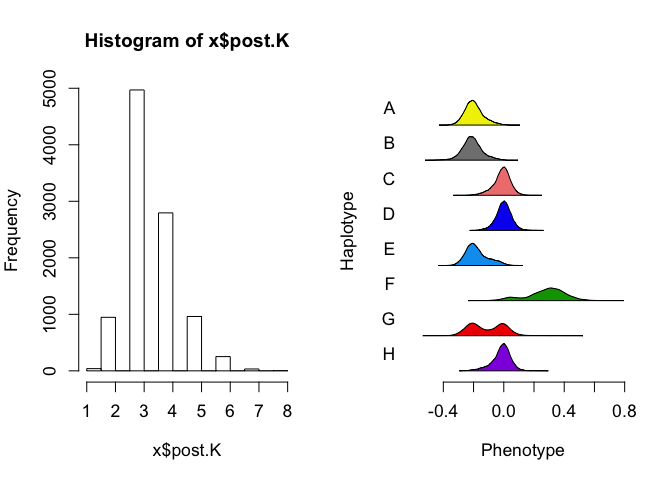 Histogram of x$post.K
Frequency
0
1000
2000
3000
4000
5000
1 2 3 4 5 6 7 8
x$post.K
Haplotype
A
B
C
D
E
F
G
H
-0.4 0.0 0.4 0.8
Phenotype